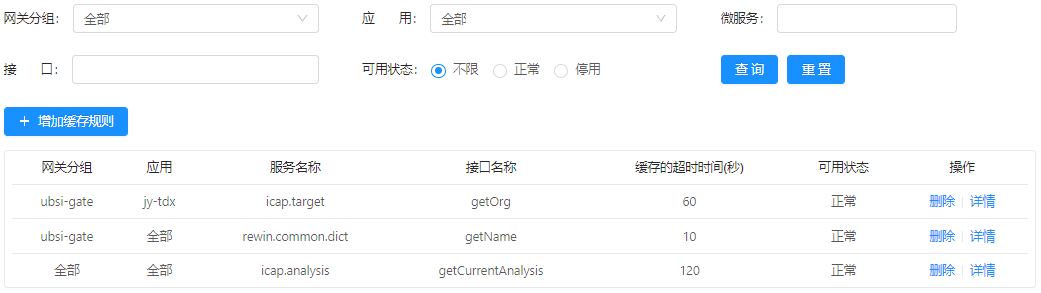 网关分组: 全部 应 用: 全部 微服务:
接 口: 可用状态: 不限 正常 停用 查 询 重 置
+ 增加缓存规则
网关分组 应用 服务名称 接口名称 缓存的超时时间(秒) 可用状态 操作
ubsi-gate jy-tdx icap.target getOrg 60 正常 删除 详情
ubsi-gate 全部 rewin.common.dict getName 10 正常 删除 详情
全部 全部 icap.analysis getCurrentAnalysis 120 正常 删除 详情